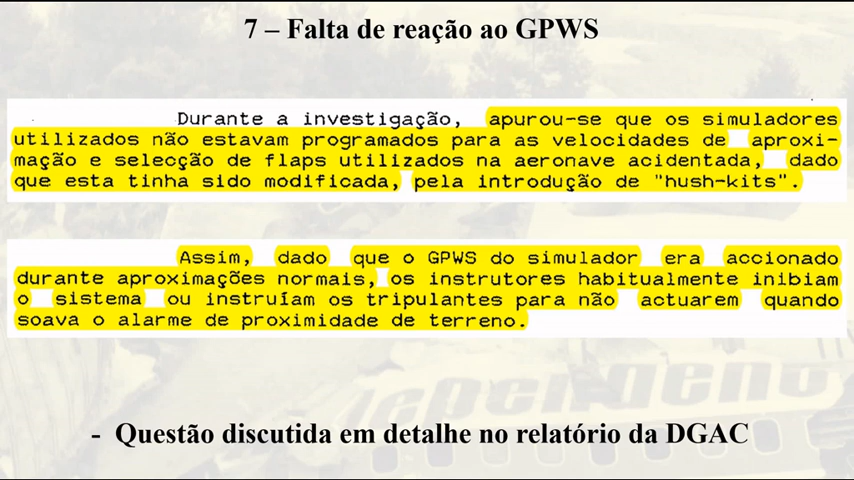 7 – Falta de reação ao GPWS
Durante a investigação, apurou-se que os simuladores
utilizados não estavam programados para as velocidades de aproxi-
mação e selecção de flaps utilizados na aeronave acidentada, dado
que esta tinha sido modificada, pela introdução de "hush-kits".
Assim, dado que o GPWS do simulador era accionado
durante aproximações normais, os instrutores habitualmente inibiam
o sistema ou instruíam os tripulantes para não actuarem quando
soava o alarme de proximidade de terreno.
- Questão discutida em detalhe no relatório da DGAC